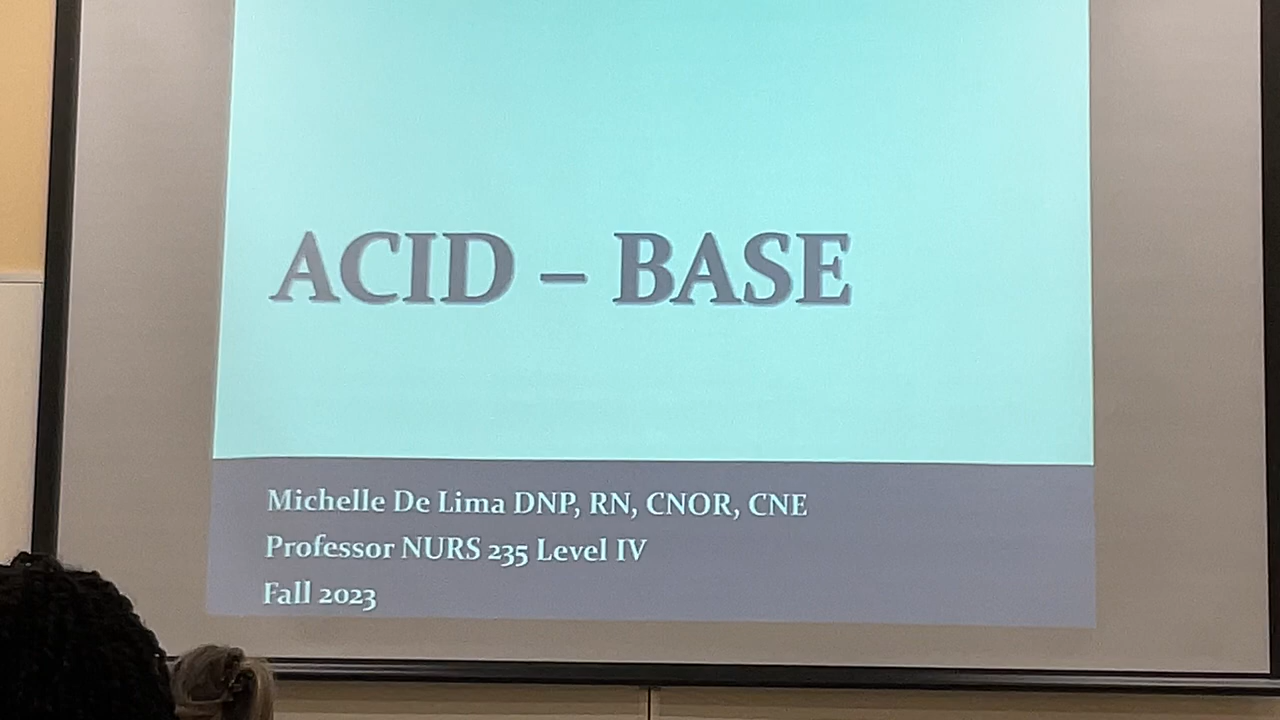 ACID – BASE
Michelle De Lima DNP, RN, CNOR, CNE
Professor NURS 235 Level IV
Fall 2023